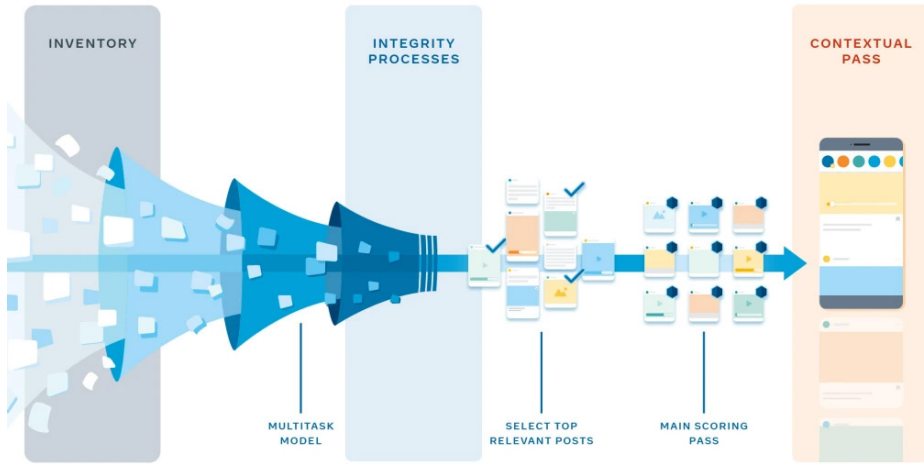 INVENTORY
INTEGRITY
PROCESSES
CONTEXTUAL
PASS
MULTITASK
MODEL
SELECT TOP
RELEVANT POSTS
MAIN SCORING
PASS